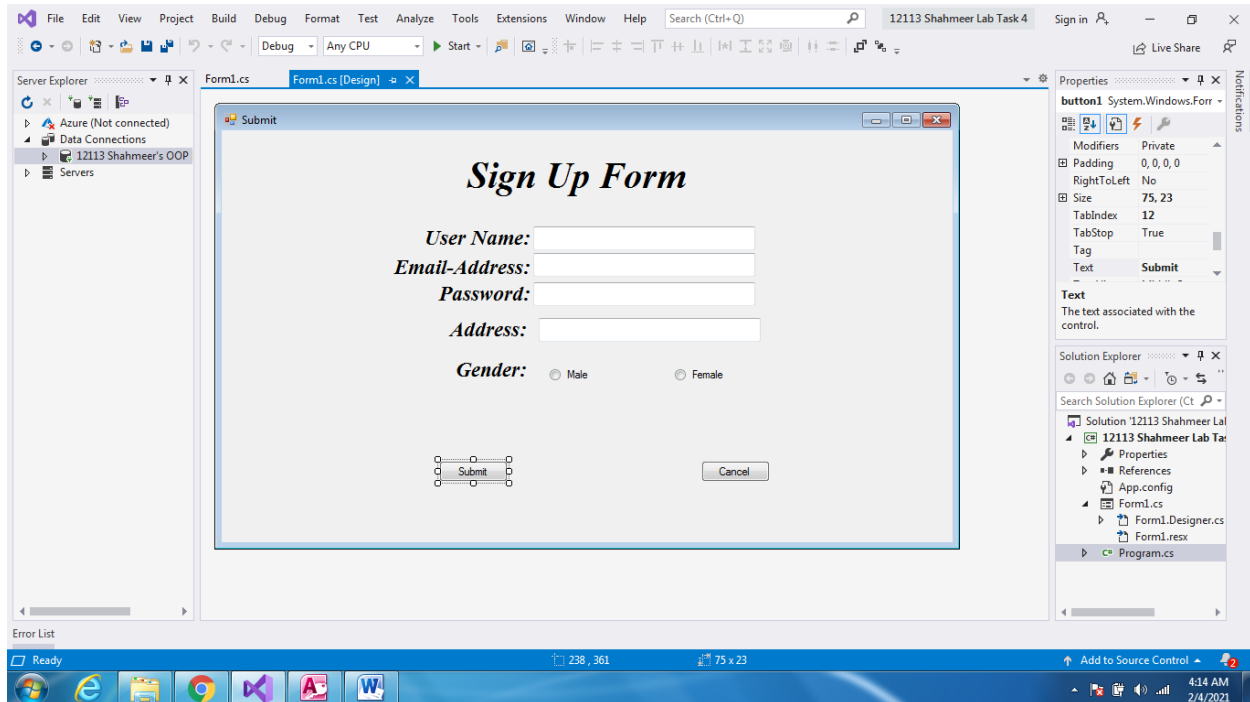 File Edit View Project Build Debug Format Test Analyze Tools Extensions Window Help Search (Ctrl+Q) 12113 Shahmeer Lab Task 4 Sign in
Debug Any CPU Start Live Share
Server Explorer
Azure (Not connected)
Data Connections
12113 Shahmeer's OOP
Servers
Form1.cs Form1.cs [Design]
Submit
Sign Up Form
User Name:
Email-Address:
Password:
Address:
Gender: Male Female
Submit Cancel
Properties
button1 System.Windows.Forr
Modifiers Private
Padding 0, 0, 0, 0
RightToLeft No
Size 75, 23
TabIndex 12
TabStop True
Tag
Text Submit
Text
The text associated with the
control.
Solution Explorer
Search Solution Explorer (Ct
Solution '12113 Shahmeer Lal
C# 12113 Shahmeer Lab Ta
Properties
References
App.config
Form1.cs
Form1.Designer.cs
Form1.resx
C# Program.cs
Notifications
Error List
Ready 238 , 361 75 x 23 Add to Source Control 2
4:14 AM
2/4/2021